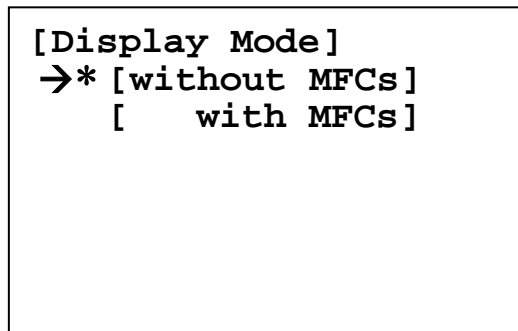 [Display Mode]
→* [without MFCs]
[   with MFCs]